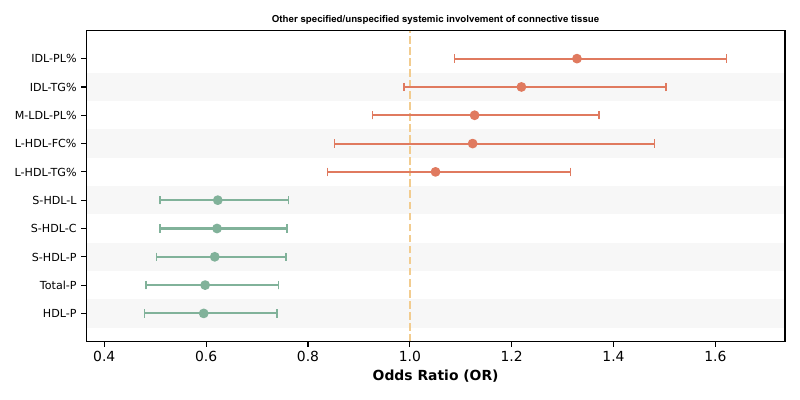 Other specified/unspecified systemic involvement of connective tissue
IDL-PL%
IDL-TG%
M-LDL-PL%
L-HDL-FC%
L-HDL-TG%
S-HDL-L
S-HDL-C
S-HDL-P
Total-P
HDL-P
0.4 0.6 0.8 1.0 1.2 1.4 1.6
Odds Ratio (OR)